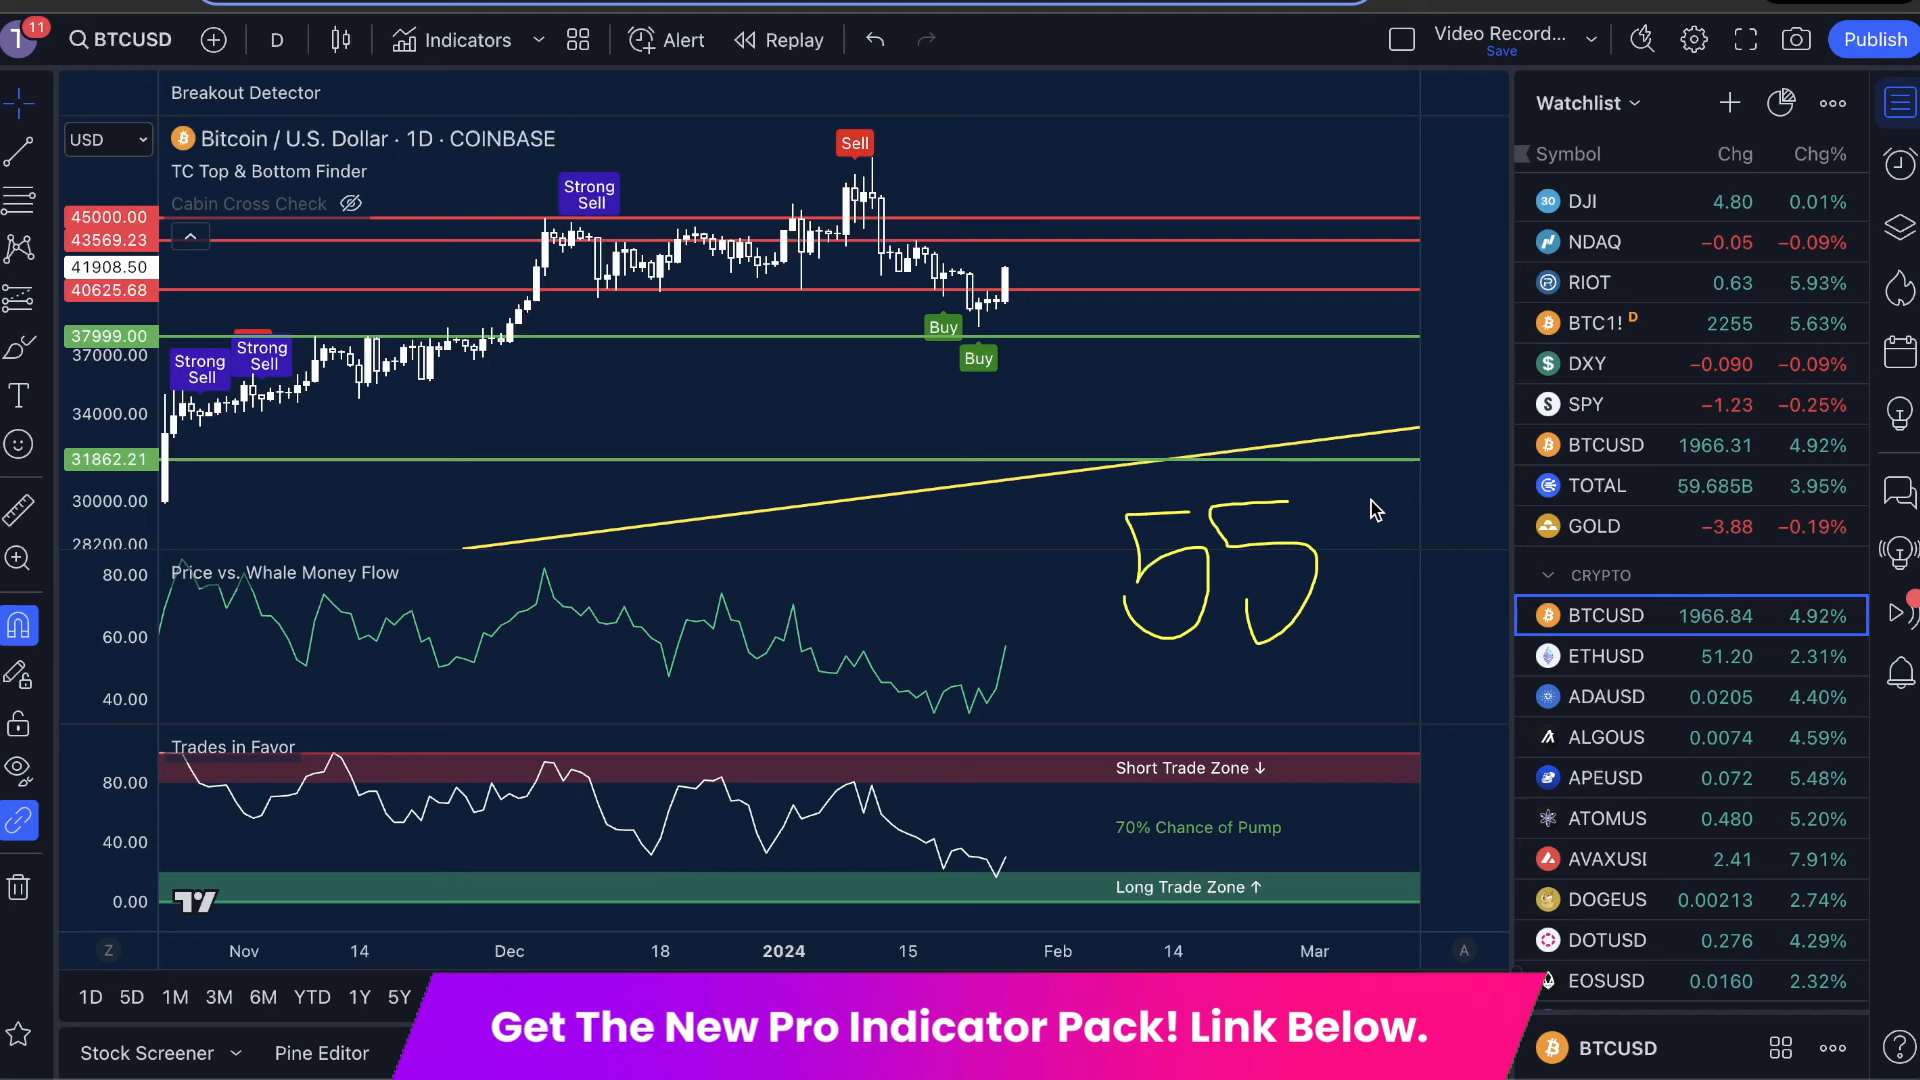 11
BTCUSD
D
Indicators
Alert
Replay
Video Record...
Save
Publish
Breakout Detector
USD
Bitcoin / U.S. Dollar · 1D · COINBASE
TC Top & Bottom Finder
Cabin Cross Check
45000.00
43569.23
41908.50
40625.68
37999.00
37000.00
34000.00
31862.21
30000.00
28200.00
Strong
Sell
Strong
Sell
Strong
Sell
Sell
Buy
Buy
55
80.00
60.00
40.00
Price vs. Whale Money Flow
Trades in Favor
80.00
40.00
0.00
Short Trade Zone ↓
70% Chance of Pump
Long Trade Zone ↑
Z
Nov
14
Dec
18
2024
15
Feb
14
Mar
A
1D 5D 1M 3M 6M YTD 1Y 5Y
Stock Screener
Pine Editor
Get The New Pro Indicator Pack! Link Below.
Watchlist
Symbol Chg Chg%
30 DJI 4.80 0.01%
NDAQ −0.05 −0.09%
RIOT 0.63 5.93%
BTC1! D 2255 5.63%
DXY −0.090 −0.09%
SPY −1.23 −0.25%
BTCUSD 1966.31 4.92%
TOTAL 59.685B 3.95%
GOLD −3.88 −0.19%
CRYPTO
BTCUSD 1966.84 4.92%
ETHUSD 51.20 2.31%
ADAUSD 0.0205 4.40%
ALGOUS 0.0074 4.59%
APEUSD 0.072 5.48%
ATOMUS 0.480 5.20%
AVAXUSI 2.41 7.91%
DOGEUS 0.00213 2.74%
DOTUSD 0.276 4.29%
EOSUSD 0.0160 2.32%
BTCUSD